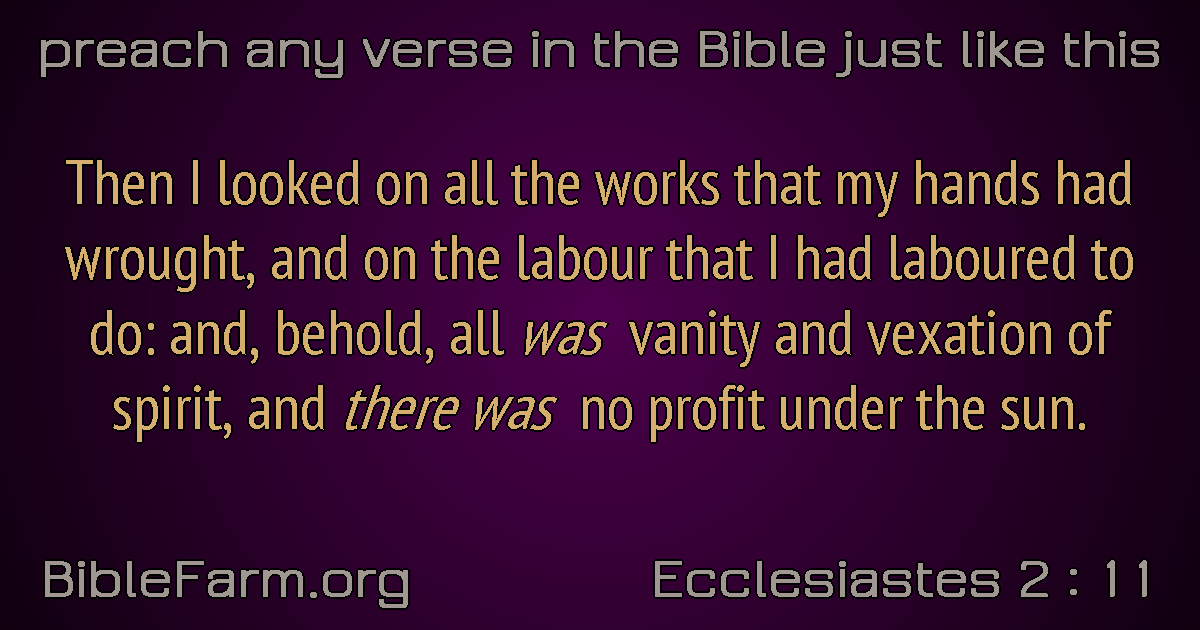 preach any verse in the Bible just like this
Then I looked on all the works that my hands had
wrought, and on the labour that I had laboured to
do: and, behold, all was vanity and vexation of
spirit, and there was no profit under the sun.
BibleFarm.org
Ecclesiastes 2 : 11